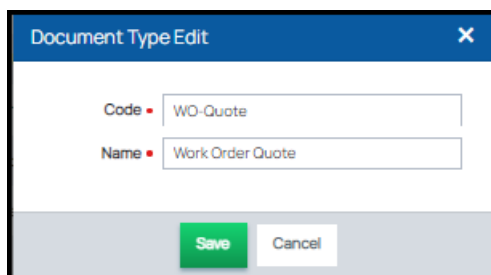 Document Type Edit
Code WO-Quote
Name Work Order Quote
Save Cancel